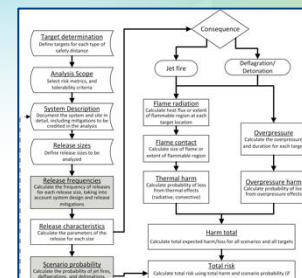 Target determination
Define targets for each type of
safety distance
Analysis Scope
Select risk metrics, and
tolerability criteria
System Description
Document the system and site in
detail, including mitigations to be
credited in the analysis
Release sizes
Define release sizes to be
analyzed
Release frequencies
Calculate the frequency of releases
for each release size, taking into
account system design and release
mitigations
Release characteristics
Calculate the parameters of the
release for each size
Scenario probability
Calculate the probability of jet fires,
deflagrations, and detonations,
Consequence
Jet fire
Deflagration/
Detonation
Flame radiation
Calculate heat flux or extent
of flammable region at each
target location
Flame contact
Calculate size of flame or
extent of flammable region
Thermal harm
Calculate probability of loss
from thermal effects
(radiative, convective)
Overpressure
Calculate the overpressure
and duration for each target
Overpressure harm
Calculate probability of loss
from overpressure effects
Harm total
Calculate total expected harm/loss for all scenarios and all targets
Total risk
Calculate total risk using total harm and scenario probability of